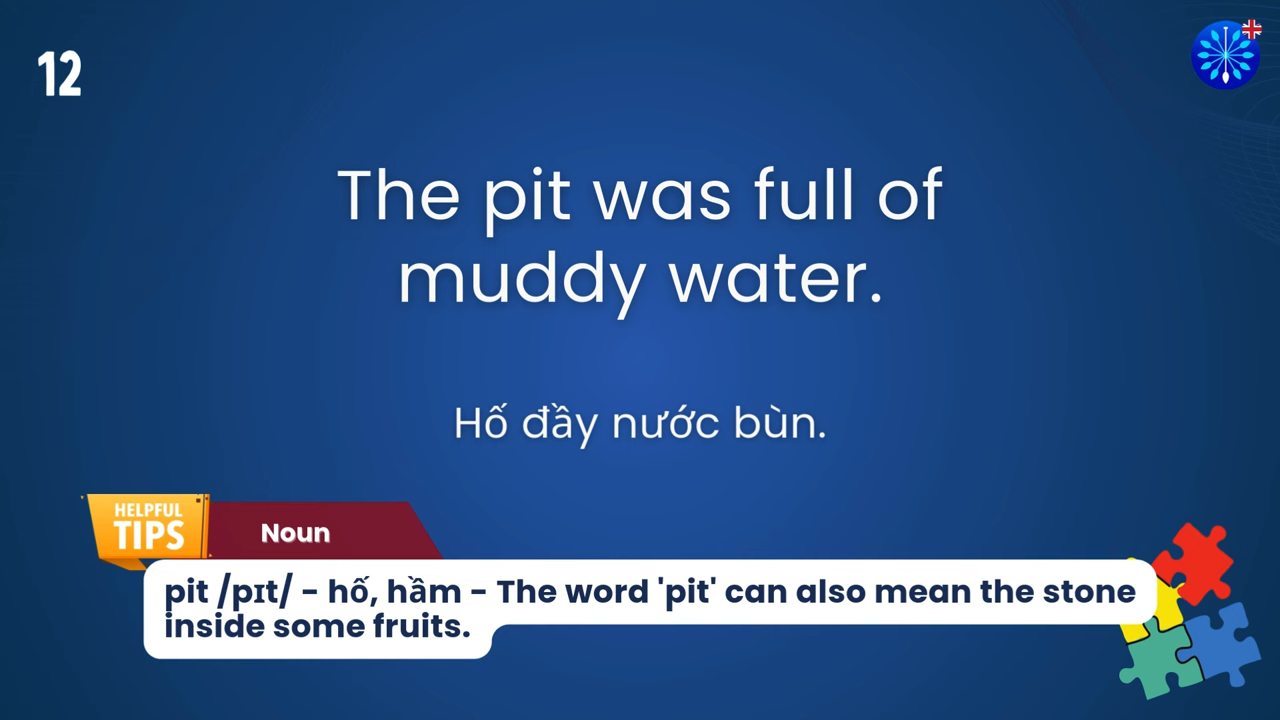 12
The pit was full of
muddy water.
Hố đầy nước bùn.
HELPFUL
TIPS
Noun
pit /pɪt/ - hố, hầm - The word 'pit' can also mean the stone
inside some fruits.